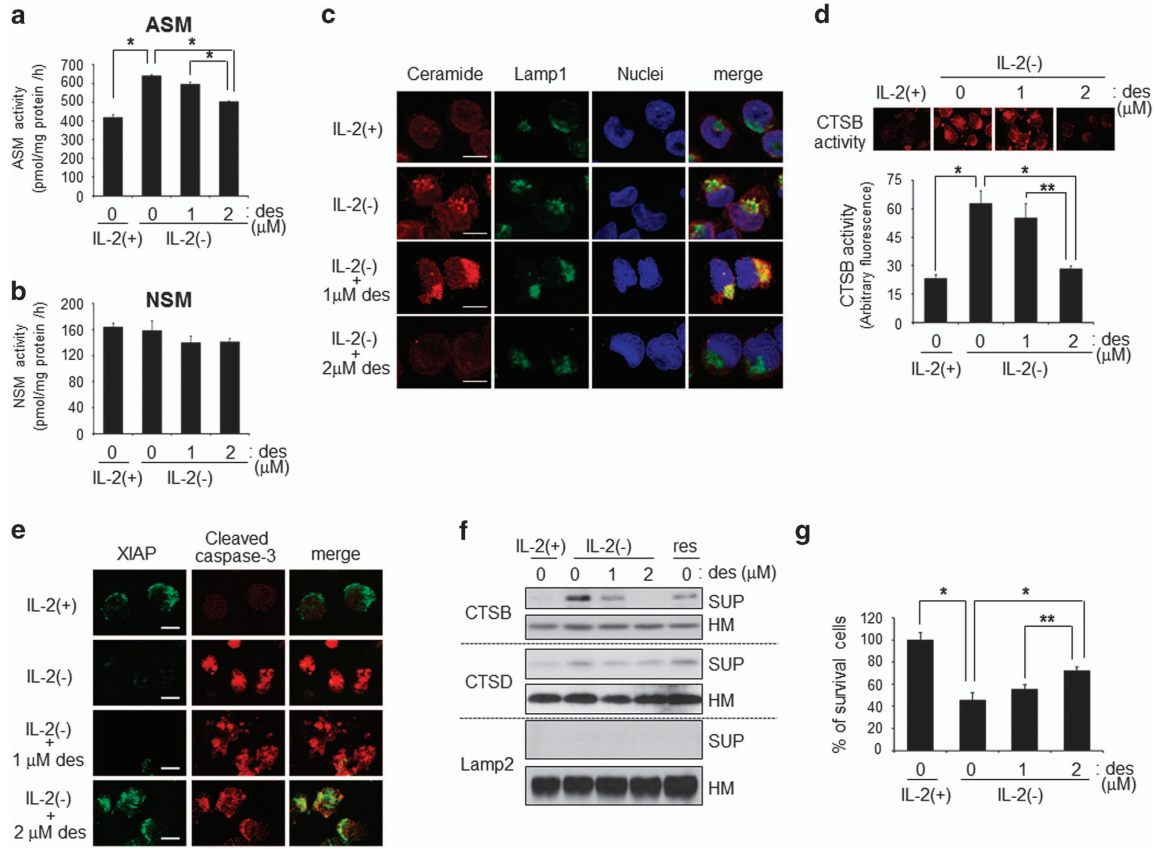 a
ASM
ASM activity
(pmol/mg protein /h)
700
600
500
400
300
200
100
0
*
*
*
0 0 1 2 : des
(μM)
IL-2(+) IL-2(-)
b
NSM
NSM activity
(pmol/mg protein /h)
200
160
120
80
40
0
0 0 1 2 : des
(μM)
IL-2(+) IL-2(-)
c
Ceramide Lamp1 Nuclei merge
IL-2(+)
IL-2(-)
IL-2(-)
+
1μM des
IL-2(-)
+
2μM des
d
IL-2(-)
IL-2(+) 0 1 2 : des
(μM)
CTSB
activity
CTSB activity
(Arbitrary fluorescence)
75
60
45
30
15
0
*
*
**
0 0 1 2 : des
(μM)
IL-2(+) IL-2(-)
e
XIAP Cleaved
caspase-3 merge
IL-2(+)
IL-2(-)
IL-2(-)
+
1 μM des
IL-2(-)
+
2 μM des
f
IL-2(+) IL-2(-) res
0 0 1 2 0 : des (μM)
CTSB
SUP
HM
CTSD
SUP
HM
Lamp2
SUP
HM
g
% of survival cells
120
100
80
60
40
20
0
*
*
**
0 0 1 2 : des
(μM)
IL-2(+) IL-2(-)